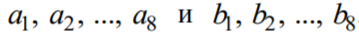 a₁, a₂, ..., a₈ и b₁, b₂, ..., b₈